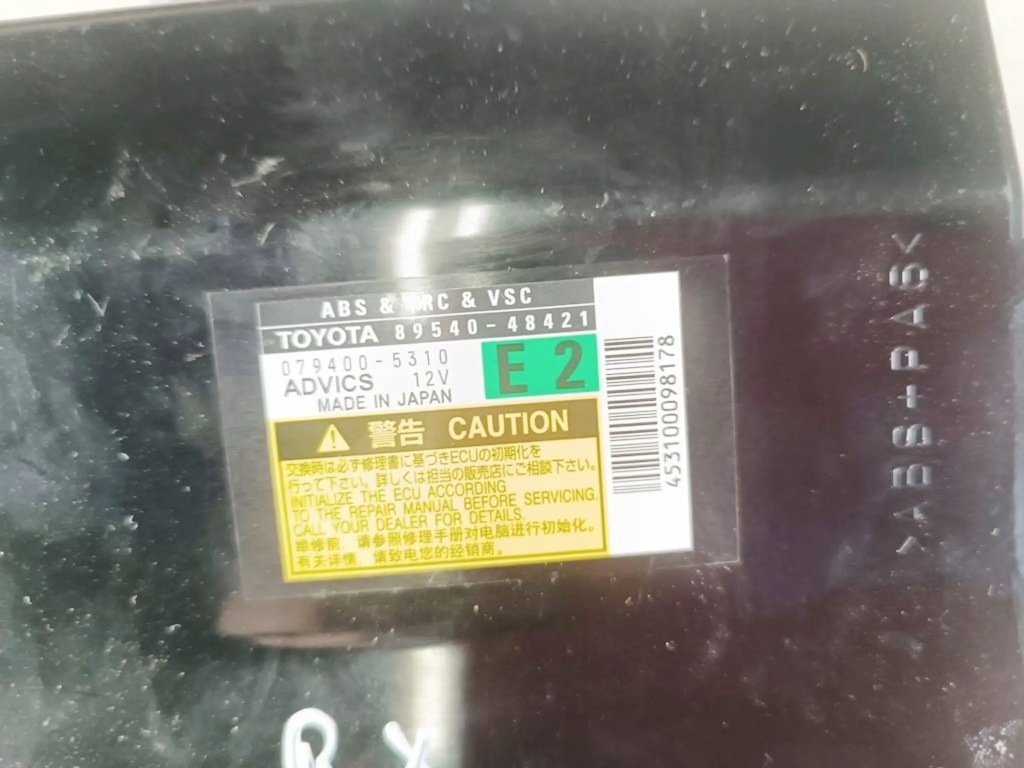 ABS & TRC & VSC
TOYOTA 89540-48421
079400-5310
E2
ADVICS 12V
MADE IN JAPAN
警告 CAUTION
交換時は必ず修理書に基づきECUの初期化を
行って下さい。詳しくは担当の販売店にご相談下さい。
INITIALIZE THE ECU ACCORDING
TO THE REPAIR MANUAL BEFORE SERVICING.
CALL YOUR DEALER FOR DETAILS
维修前，请参照修理手册对电脑进行初始化。
有关详情，请致电您的经销商。
453100098178
>ABS+PA6<
RX